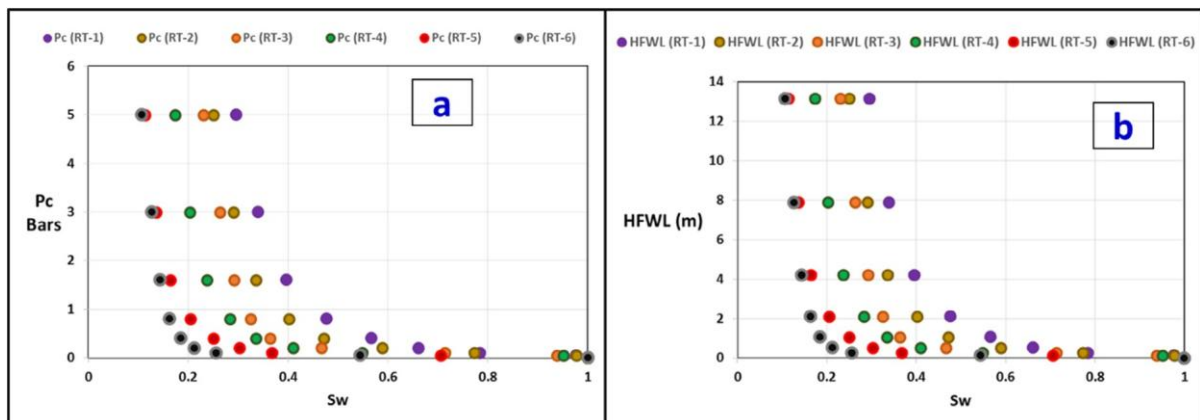 Pc (RT-1) Pc (RT-2) Pc (RT-3) Pc (RT-4) Pc (RT-5) Pc (RT-6)
6
5
4
3
2
1
0
Pc
Bars
a
0 0.2 0.4 0.6 0.8 1
Sw
HFWL (RT-1) HFWL (RT-2) HFWL (RT-3) HFWL (RT-4) HFWL (RT-5) HFWL (RT-6)
14
12
10
8
6
4
2
0
HFWL (m)
b
0 0.2 0.4 0.6 0.8 1
Sw